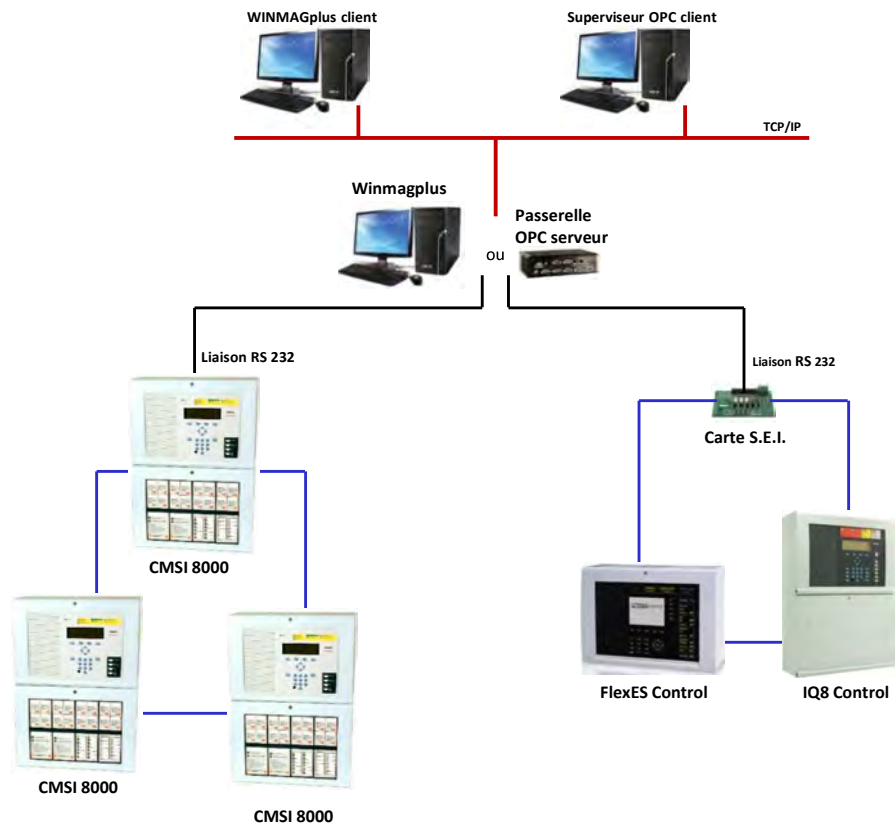 WINMAGplus client
Superviseur OPC client
TCP/IP
Winmagplus
Passerelle
OPC serveur
ou
Liaison RS 232
Liaison RS 232
Carte S.E.I.
CMSI 8000
FlexES Control
IQ8 Control
CMSI 8000
CMSI 8000